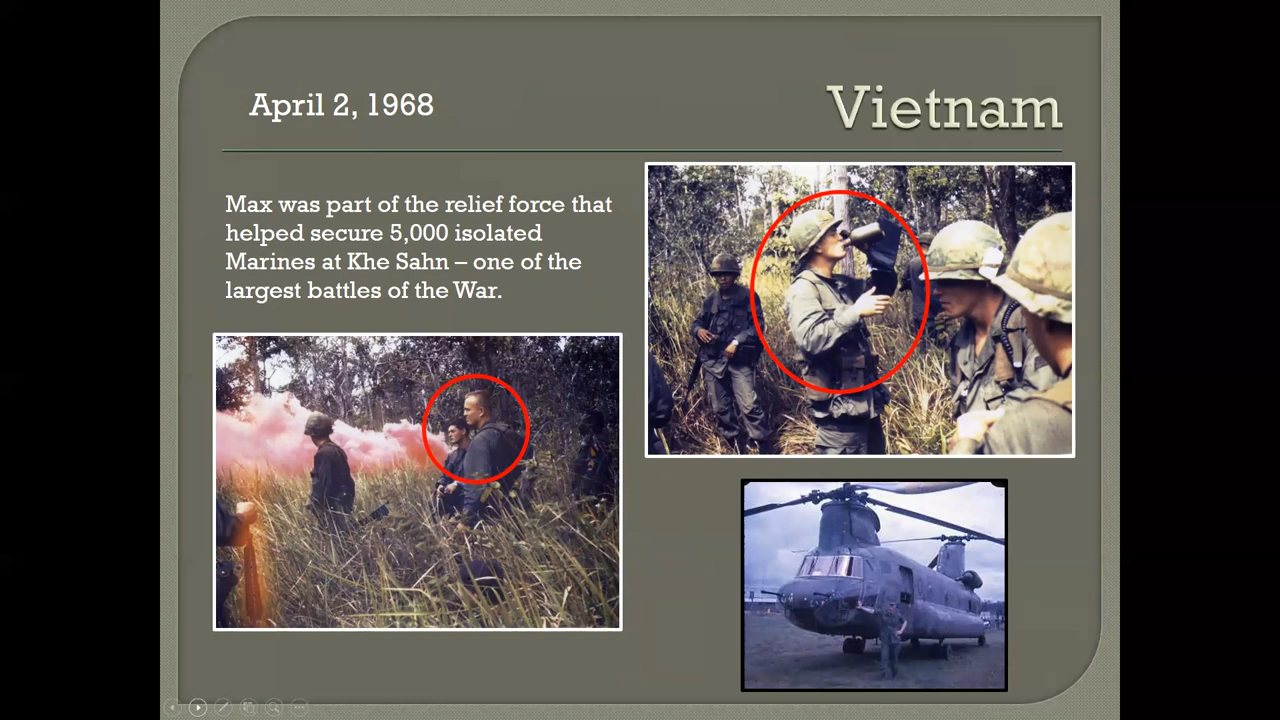 April 2, 1968
Vietnam
Max was part of the relief force that
helped secure 5,000 isolated
Marines at Khe Sahn – one of the
largest battles of the War.